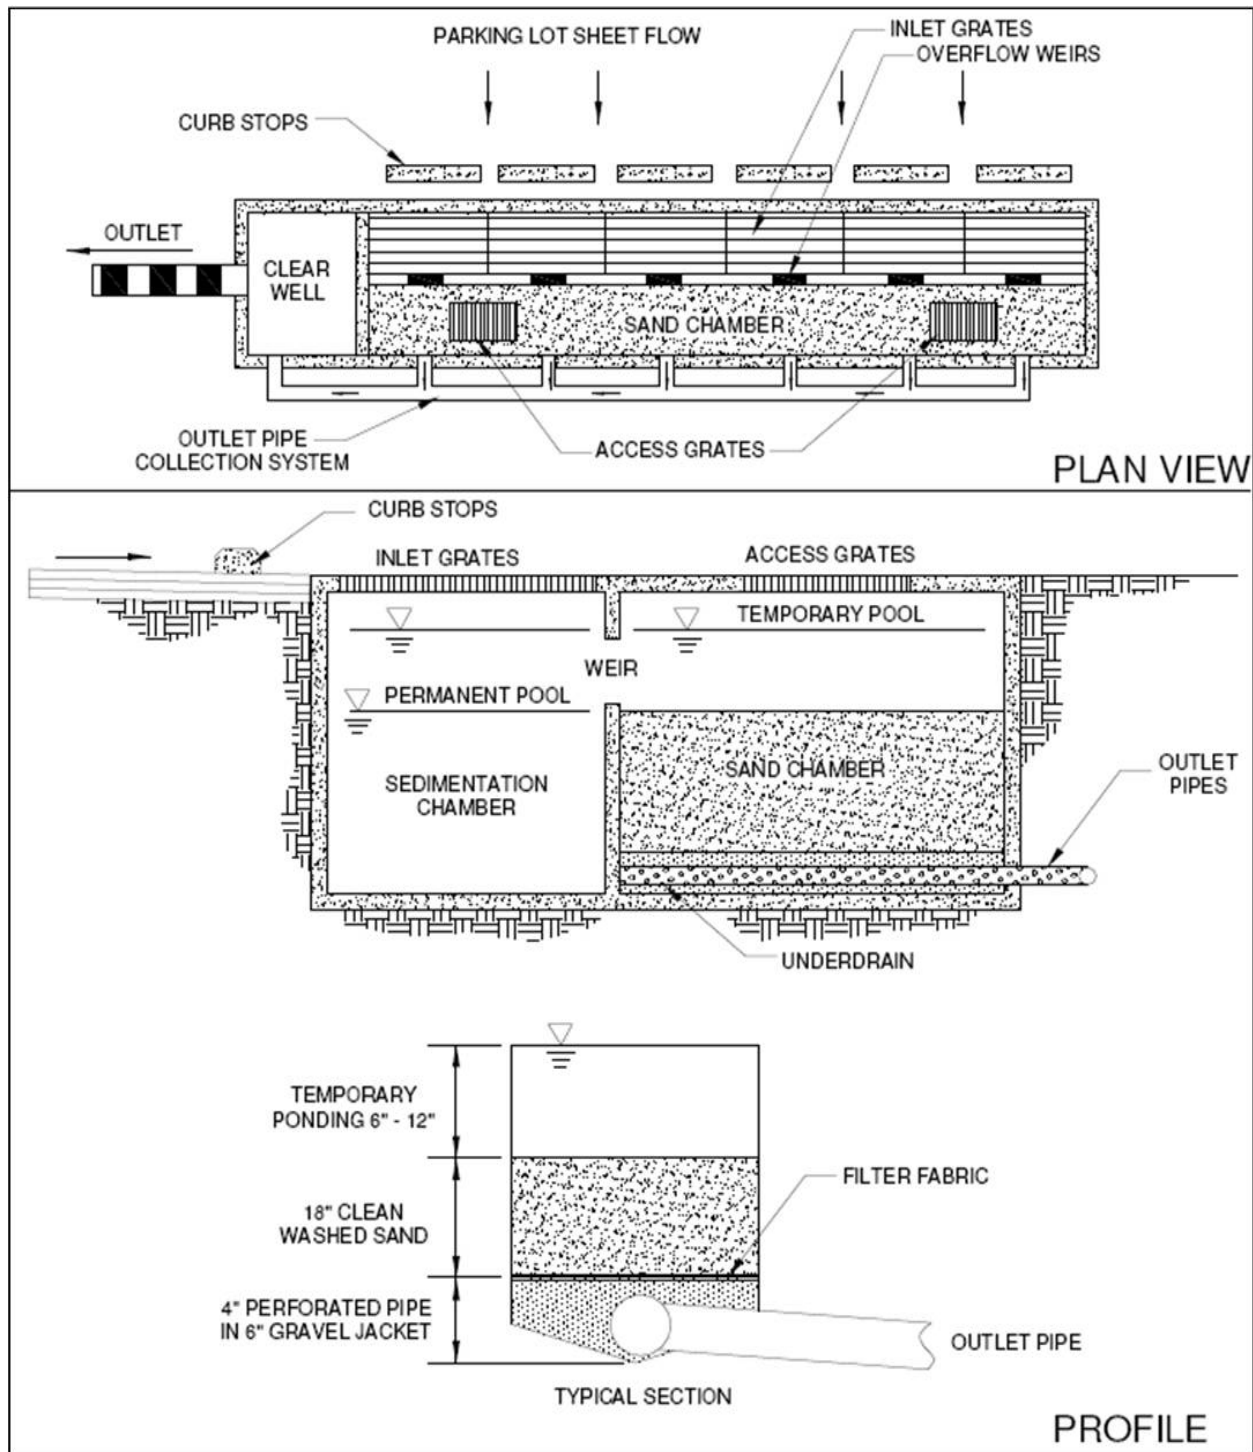 PARKING LOT SHEET FLOW
INLET GRATES
OVERFLOW WEIRS
CURB STOPS
OUTLET
CLEAR
WELL
SAND CHAMBER
OUTLET PIPE
COLLECTION SYSTEM
ACCESS GRATES
PLAN VIEW
CURB STOPS
INLET GRATES
ACCESS GRATES
TEMPORARY POOL
WEIR
PERMANENT POOL
SEDIMENTATION
CHAMBER
SAND CHAMBER
OUTLET
PIPES
UNDERDRAIN
TEMPORARY
PONDING 6" - 12"
FILTER FABRIC
18" CLEAN
WASHED SAND
4" PERFORATED PIPE
IN 6" GRAVEL JACKET
OUTLET PIPE
TYPICAL SECTION
PROFILE